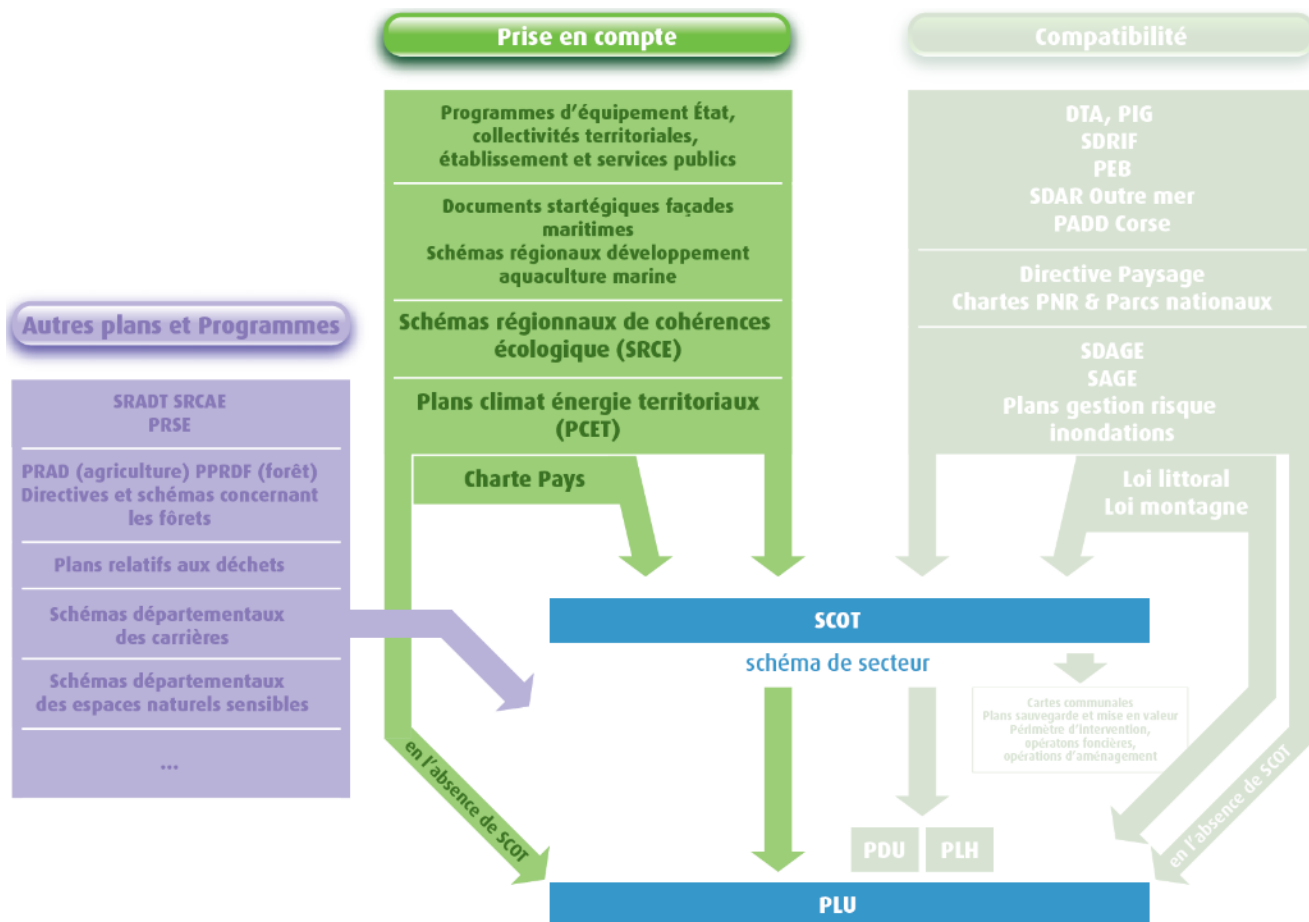 Prise en compte
Programmes d'équipement État,
collectivités territoriales,
établissement et services publics
Documents startégiques façades
maritimes
Schémas régionaux développement
aquaculture marine
Schémas régionnaux de cohérences
écologique (SRCE)
Plans climat énergie territoriaux
(PCET)
Charte Pays
en l'absence de SCOT
Compatibilité
DTA, PIG
SDRIF
PEB
SDAR Outre mer
PADD Corse
Directive Paysage
Chartes PNR & Parcs nationaux
SDAGE
SAGE
Plans gestion risque
inondations
Loi littoral
Loi montagne
en l'absence de SCOT
Autres plans et Programmes
SRADT SRCAE
PRSE
PRAD (agriculture) PPRDF (forêt)
Directives et schémas concernant
les fôrets
Plans relatifs aux déchets
Schémas départementaux
des carrières
Schémas départementaux
des espaces naturels sensibles
...
SCOT
schéma de secteur
Cartes communales
Plans sauvegarde et mise en valeur
Périmètre d'intervention,
opératons foncières,
opérations d'aménagement
PDU
PLH
PLU